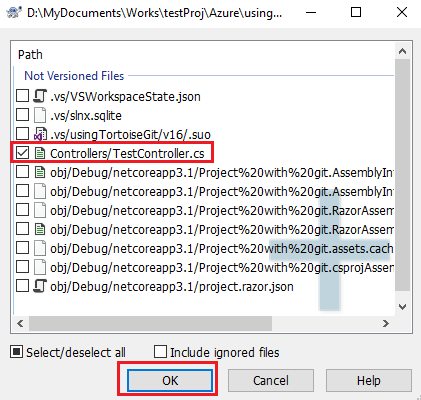 D:\MyDocuments\Works\testProj\Azure\using...
Path
Not Versioned Files
.vs/VSWorkspaceState.json
.vs/slnx.sqlite
.vs/usingTortoiseGit/v16/.suo
Controllers/TestController.cs
obj/Debug/netcoreapp3.1/Project%20with%20git.AssemblyInf
obj/Debug/netcoreapp3.1/Project%20with%20git.AssemblyInf
obj/Debug/netcoreapp3.1/Project%20with%20git.RazorAssem
obj/Debug/netcoreapp3.1/Project%20with%20git.RazorAssem
obj/Debug/netcoreapp3.1/Project%20with%20git.assets.cach
obj/Debug/netcoreapp3.1/Project%20with%20git.csprojAssen
obj/Debug/netcoreapp3.1/project.razor.json
Select/deselect all
Include ignored files
OK
Cancel
Help